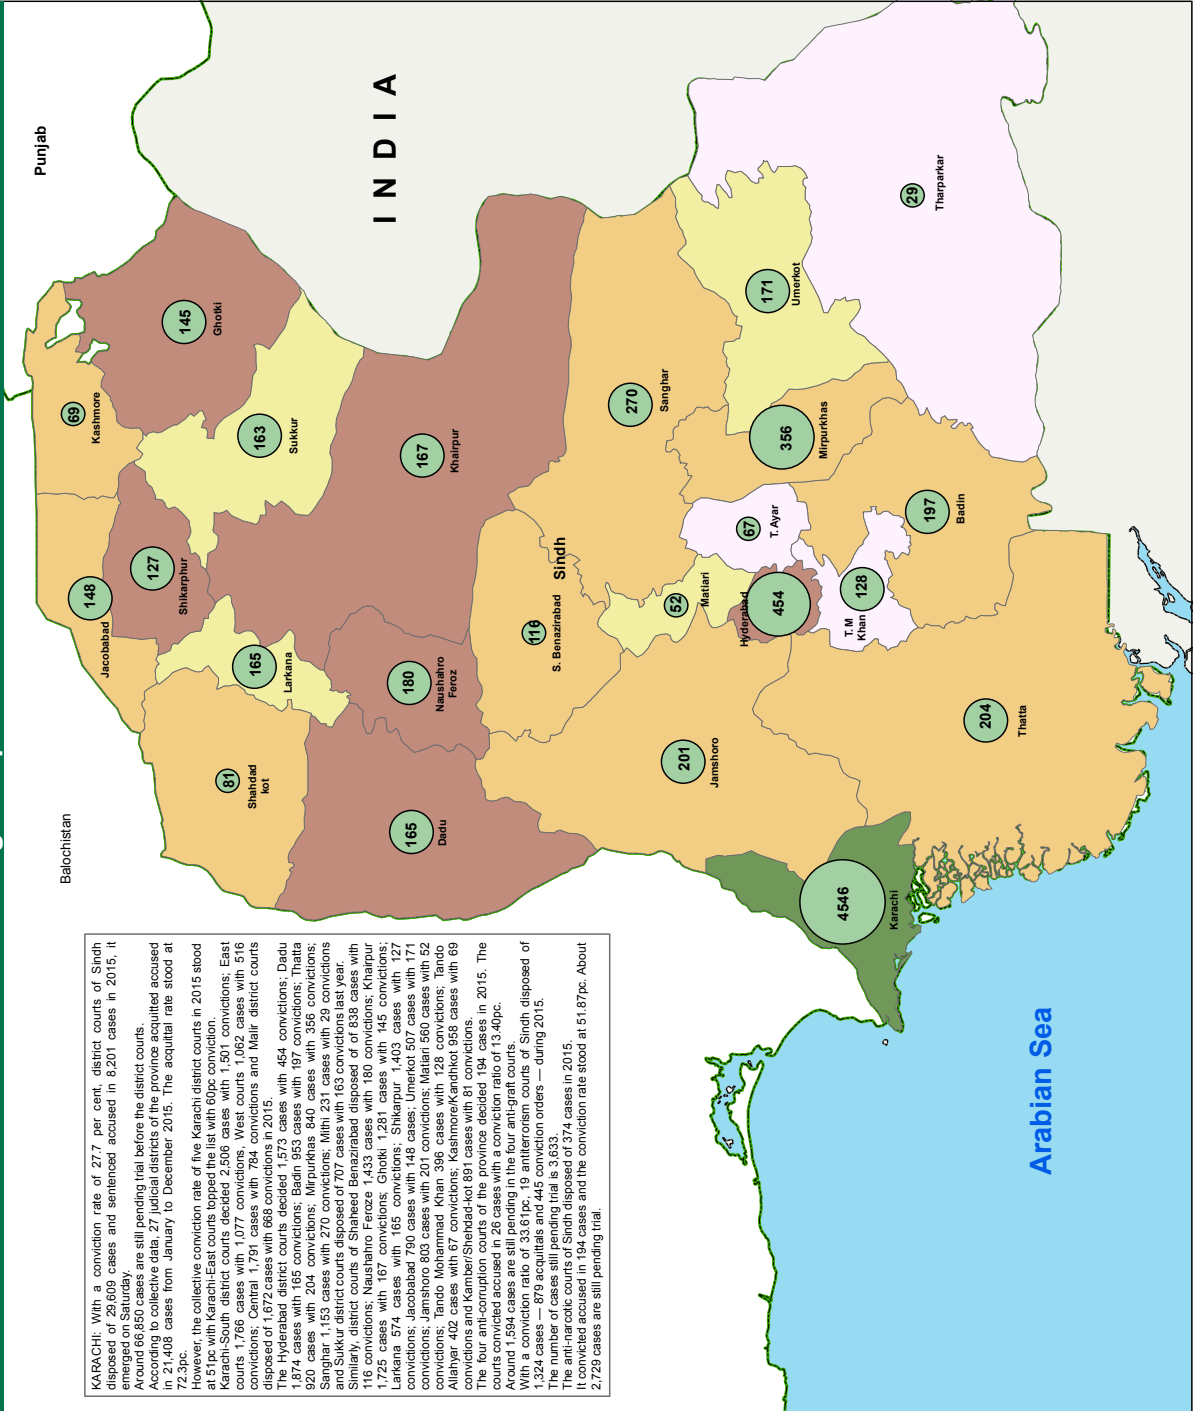 KARACHI: With a conviction rate of 27.7 per cent, district courts of Sindh
disposed of 29,609 cases and sentenced accused in 8,201 cases in 2015, it
emerged on Saturday.
Around 66,850 cases are still pending trial before the district courts.
According to collective data, 27 judicial districts of the province acquitted accused
in 21,408 cases from January to December 2015. The acquittal rate stood at
72.3pc.
However, the collective conviction rate of five Karachi district courts in 2015 stood
at 51pc with Karachi-East courts topped the list with 60pc conviction.
Karachi-South district courts decided 2,506 cases with 1,501 convictions; East
courts 1,766 cases with 1,077 convictions, West courts 1,062 cases with 516
convictions; Central 1,791 cases with 784 convictions and Malir district courts
disposed of 1,672 cases with 668 convictions in 2015.
The Hyderabad district courts decided 1,573 cases with 454 convictions; Dadu
1,874 cases with 165 convictions; Badin 953 cases with 197 convictions; Thatta
920 cases with 204 convictions; Mirpurkhas 840 cases with 356 convictions;
Sanghar 1,153 cases with 270 convictions; Mithi 231 cases with 29 convictions
and Sukkur district courts disposed of 707 cases with 163 convictions last year.
Similarly, district courts of Shaheed Benazirabad disposed of of 838 cases with
116 convictions; Naushahro Feroze 1,433 cases with 180 convictions; Khairpur
1,725 cases with 167 convictions; Ghotki 1,281 cases with 145 convictions;
Larkana 574 cases with 165 convictions; Shikarpur 1,403 cases with 127
convictions; Jacobabad 790 cases with 148 cases; Umerkot 507 cases with 171
convictions; Jamshoro 803 cases with 201 convictions; Matiari 560 cases with 52
convictions; Tando Mohammad Khan 396 cases with 128 convictions; Tando
Allahyar 402 cases with 67 convictions; Kashmore/Kandhkot 958 cases with 69
convictions and Kamber/Shehdad-kot 891 cases with 81 convictions.
The four anti-corruption courts of the province decided 194 cases in 2015. The
courts convicted accused in 26 cases with a conviction ratio of 13.40pc.
Around 1,594 cases are still pending in the four anti-graft courts.
With a conviction ratio of 33.61pc, 19 antiterrorism courts of Sindh disposed of
1,324 cases — 879 acquittals and 445 conviction orders — during 2015.
The number of cases still pending trial is 3,633.
The anti-narcotic courts of Sindh disposed of 374 cases in 2015.
It convicted accused in 194 cases and the conviction rate stood at 51.87pc. About
2,729 cases are still pending trial.
Balochistan
Punjab
INDIA
Arabian Sea
Sindh
69
Kashmore
145
Ghotki
148
Jacobabad
127
Shikarphur
163
Sukkur
165
Larkana
81
Shahdad
kot
167
Khairpur
180
Naushahro
Feroz
165
Dadu
116
S. Benazirabad
270
Sanghar
201
Jamshoro
52
Matiari
67
T. Ayar
454
Hyderabad
356
Mirpurkhas
171
Umerkot
128
T.M
Khan
197
Badin
29
Tharparkar
204
Thatta
4546
Karachi